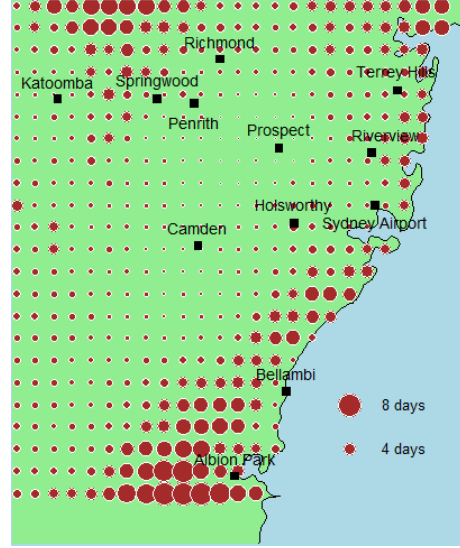 Richmond
Terrey Hills
Katoomba
Springwood
Penrith
Prospect
Riverview
Holsworthy
Sydney Airport
Camden
Bellambi
8 days
4 days
Albion Park